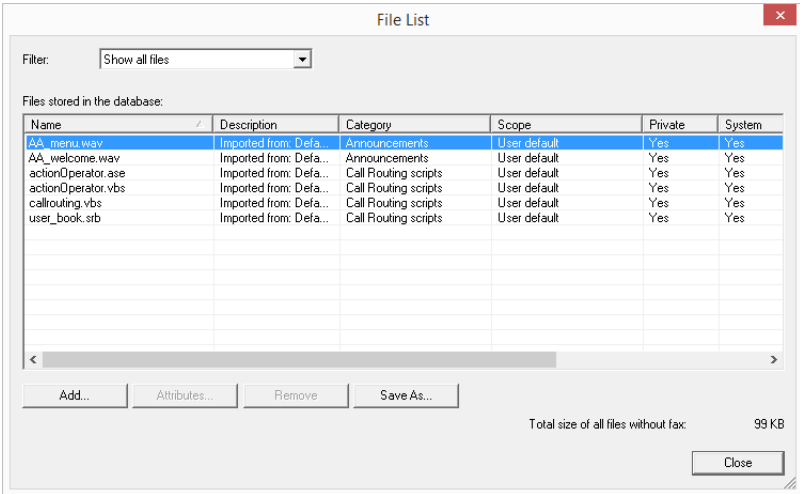 File List
Filter: Show all files
Files stored in the database:
Name Description Category Scope Private System
AA_menu.wav Imported from: Defa... Announcements User default Yes Yes
AA_welcome.wav Imported from: Defa... Announcements User default Yes Yes
actionOperator.ase Imported from: Defa... Call Routing scripts User default Yes Yes
actionOperator.vbs Imported from: Defa... Call Routing scripts User default Yes Yes
callrouting.vbs Imported from: Defa... Call Routing scripts User default Yes Yes
user_book.srb Imported from: Defa... Call Routing scripts User default Yes Yes
Add... Attributes... Remove Save As...
Total size of all files without fax: 99 KB
Close